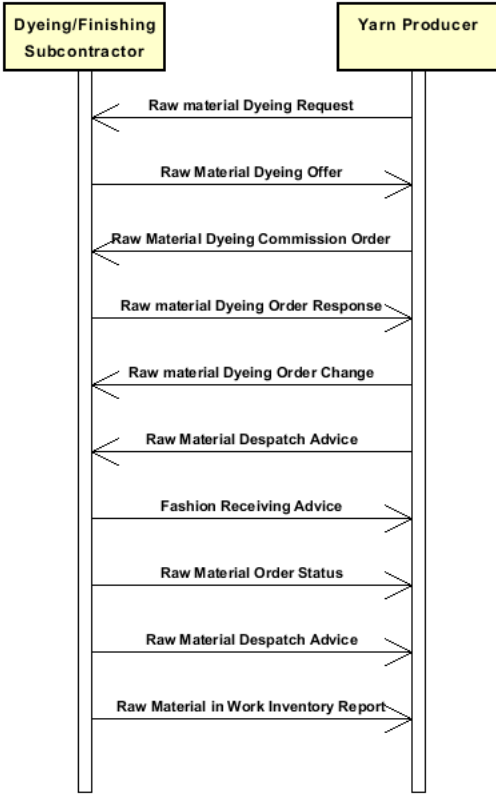 Dyeing/Finishing
Subcontractor
Yarn Producer
Raw material Dyeing Request
Raw Material Dyeing Offer
Raw Material Dyeing Commission Order
Raw material Dyeing Order Response
Raw material Dyeing Order Change
Raw Material Despatch Advice
Fashion Receiving Advice
Raw Material Order Status
Raw Material Despatch Advice
Raw Material in Work Inventory Report